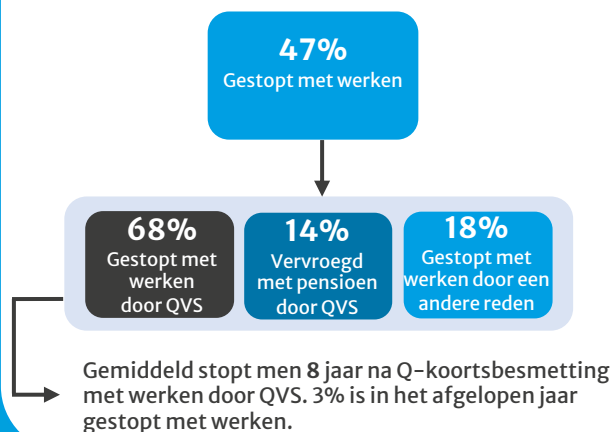 47%
Gestopt met werken
68%
Gestopt met
werken
door QVS
14%
Vervroegd
met pensioen
door QVS
18%
Gestopt met
werken door een
andere reden
Gemiddeld stopt men 8 jaar na Q-koortsbesmetting
met werken door QVS. 3% is in het afgelopen jaar
gestopt met werken.